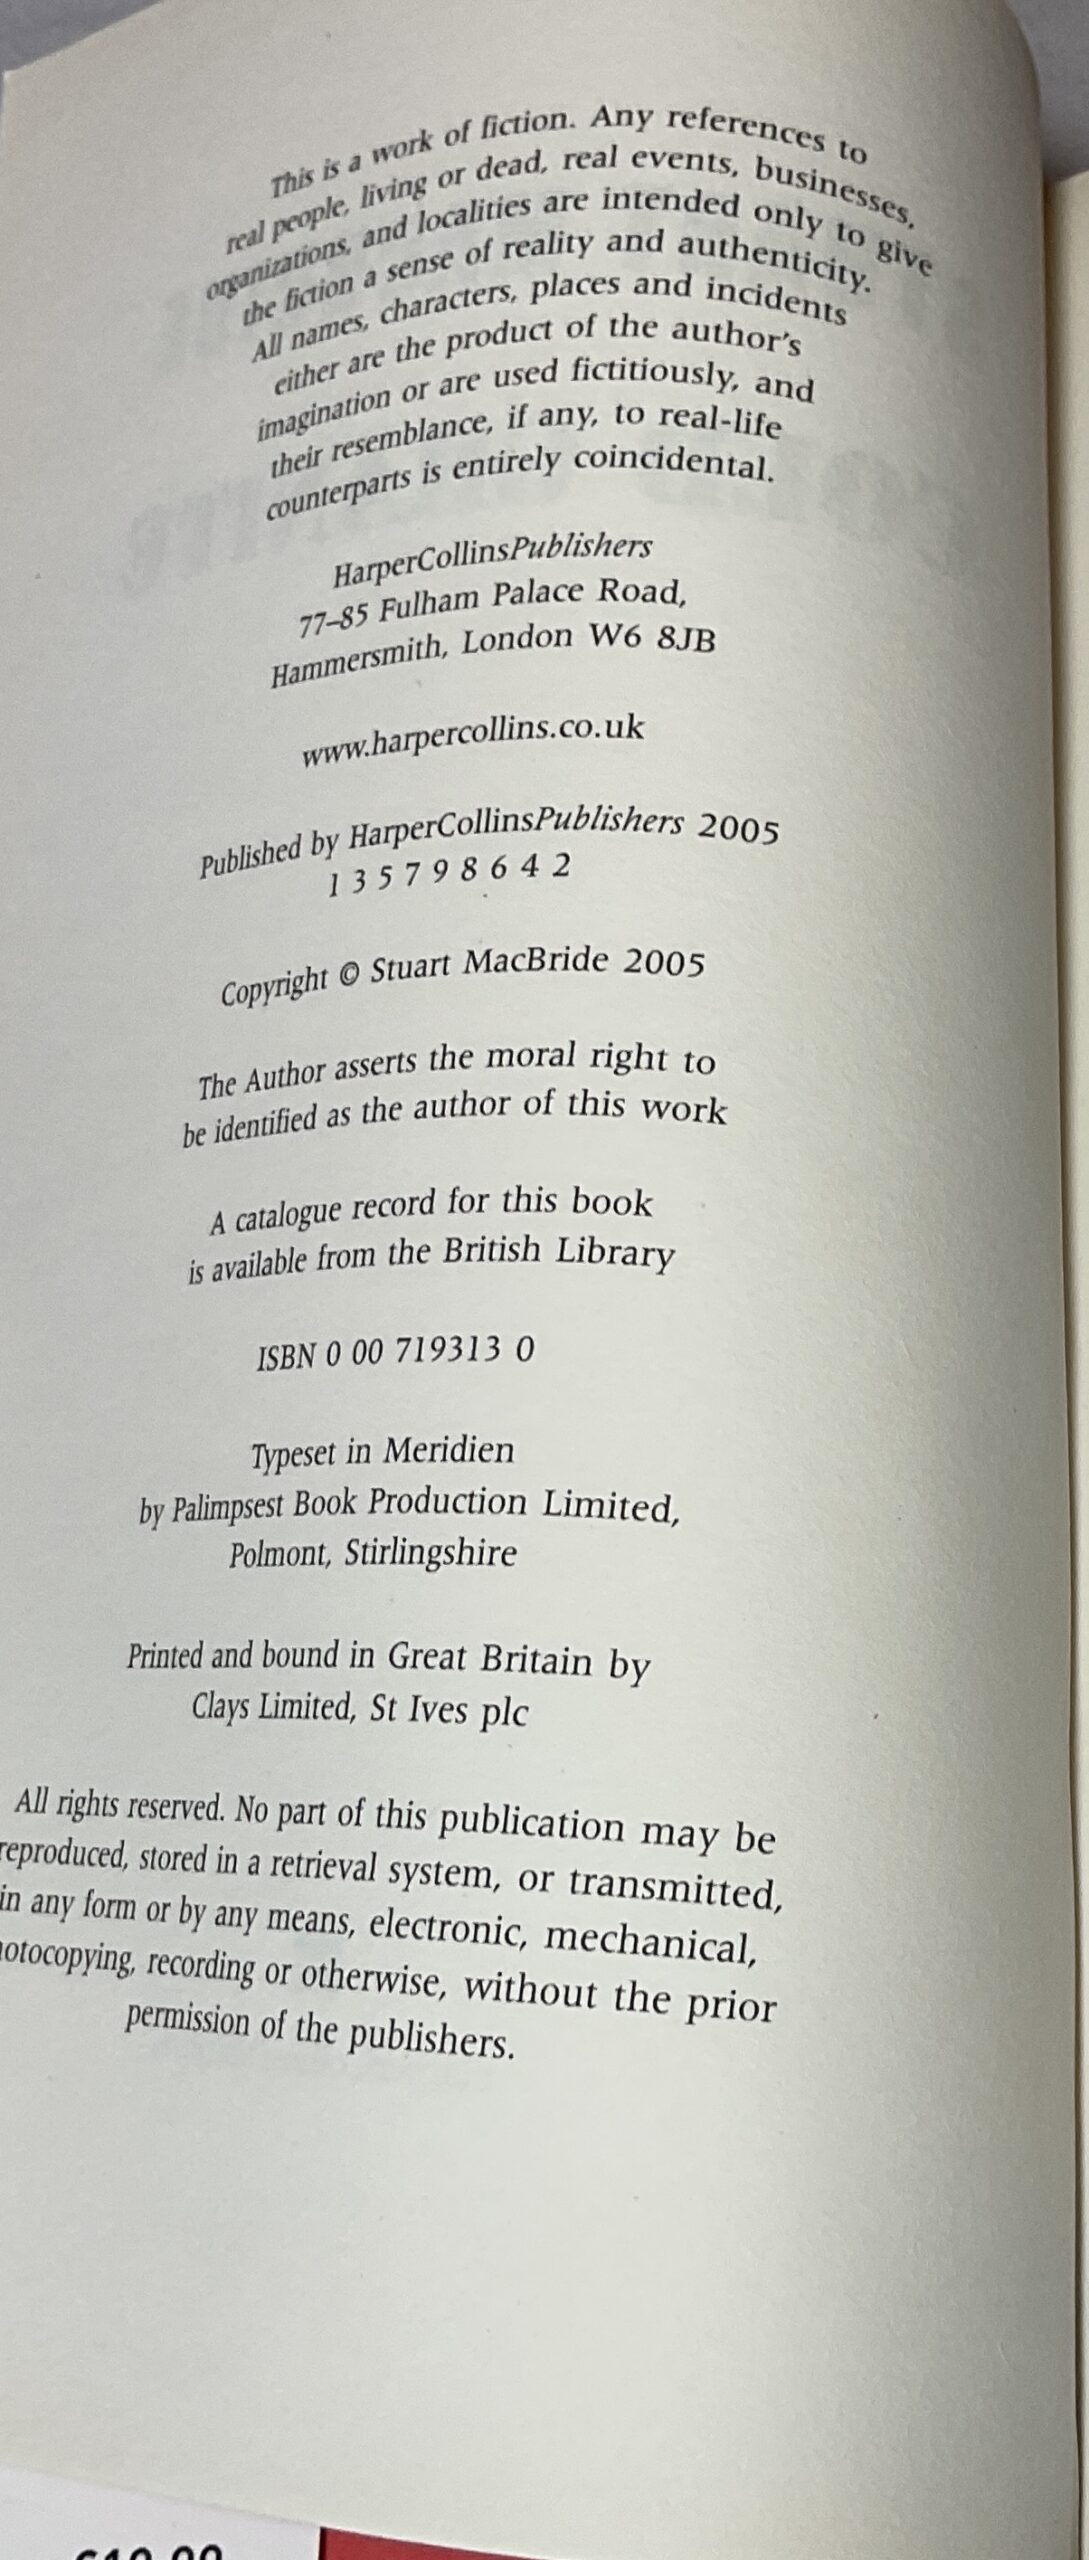 This is a work of fiction. Any references to
real people, living or dead, real events, businesses,
organizations, and localities are intended only to give
the fiction a sense of reality and authenticity.
All names, characters, places and incidents
either are the product of the author's
imagination or are used fictitiously, and
their resemblance, if any, to real-life
counterparts is entirely coincidental.
HarperCollinsPublishers
77–85 Fulham Palace Road,
Hammersmith, London W6 8JB
www.harpercollins.co.uk
Published by HarperCollinsPublishers 2005
1 3 5 7 9 8 6 4 2
Copyright © Stuart MacBride 2005
The Author asserts the moral right to
be identified as the author of this work
A catalogue record for this book
is available from the British Library
ISBN 0 00 719313 0
Typeset in Meridien
by Palimpsest Book Production Limited,
Polmont, Stirlingshire
Printed and bound in Great Britain by
Clays Limited, St Ives plc
All rights reserved. No part of this publication may be
reproduced, stored in a retrieval system, or transmitted,
in any form or by any means, electronic, mechanical,
otocopying, recording or otherwise, without the prior
permission of the publishers.